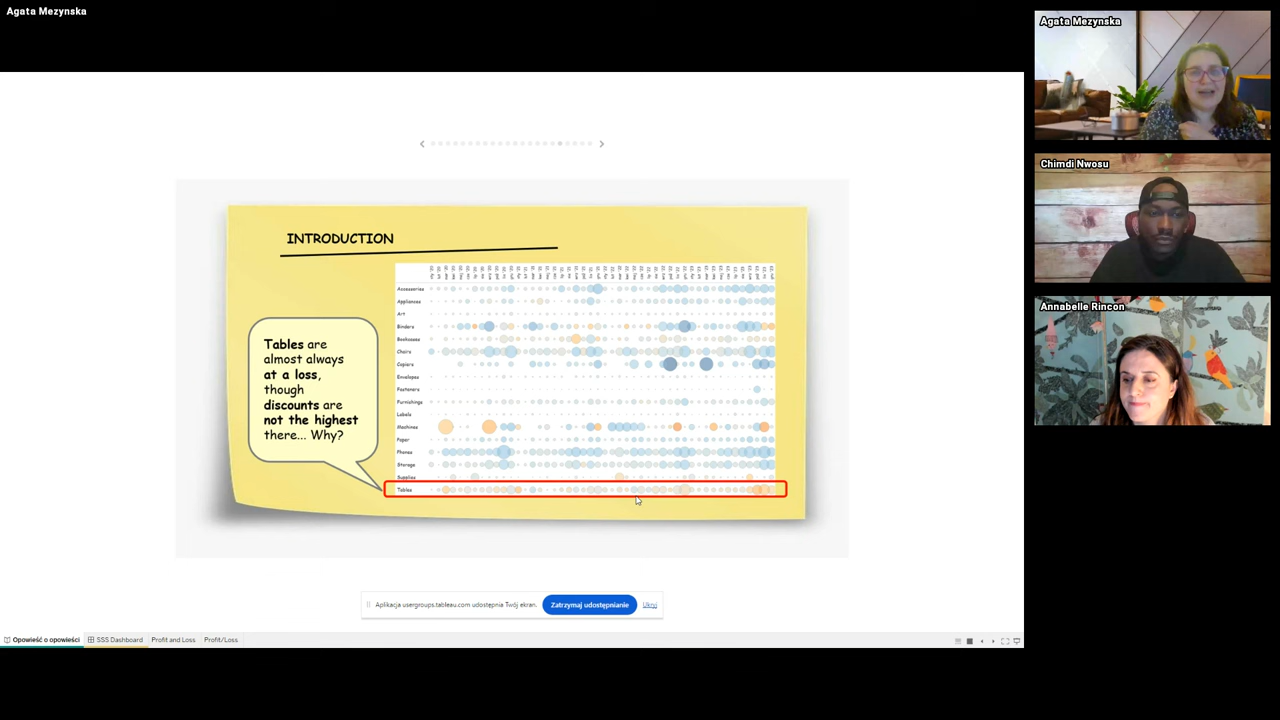 Agata Mezynska
Agata Mezynska
Chimdi Nwosu
Annabelle Rincon
INTRODUCTION
Tables are
almost always
at a loss,
though
discounts are
not the highest
there... Why?
Accessories
Appliances
Art
Binders
Bookcases
Chairs
Copiers
Envelopes
Fasteners
Furnishings
Labels
Machines
Paper
Phones
Storage
Supplies
Tables
Aplikacja usergroups.tableau.com udostępnia Twój ekran.
Zatrzymaj udostępnianie
Ukryj
Opowieść o opowieści
SSS Dashboard
Profit and Loss
Profit/Loss